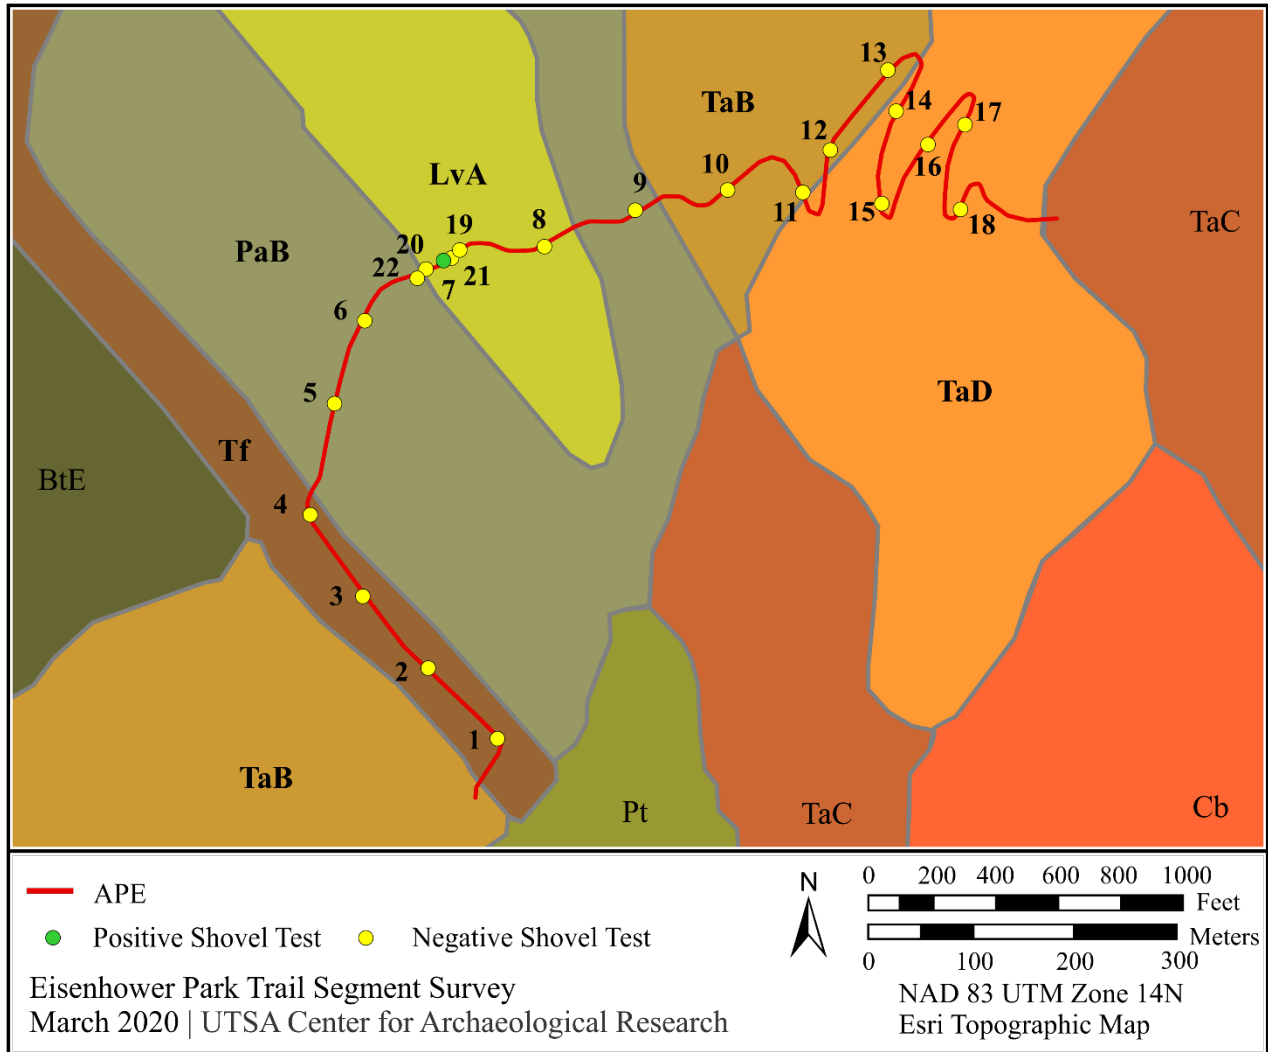 13
TaB
14
17
12
16
LvA
10
9
11
15
18
TaC
19
8
PaB
20
22
21
7
6
5
TaD
Tf
BtE
4
3
2
1
TaB
Pt
TaC
Cb
APE
Positive Shovel Test
Negative Shovel Test
Eisenhower Park Trail Segment Survey
March 2020 | UTSA Center for Archaeological Research
N
0 200 400 600 800 1000
Feet
Meters
0 100 200 300
NAD 83 UTM Zone 14N
Esri Topographic Map